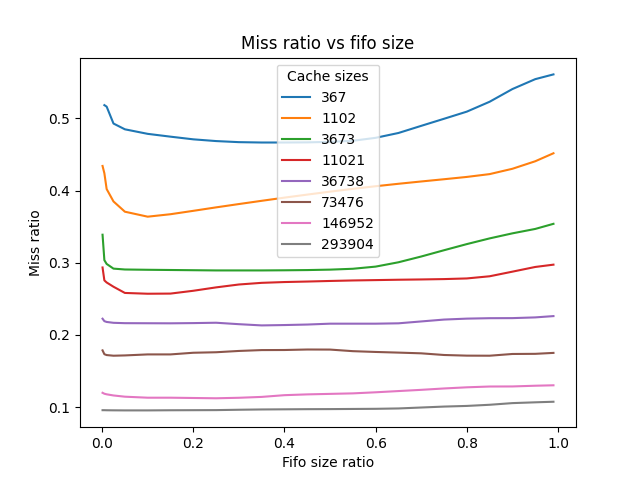 Miss ratio vs fifo size
Cache sizes
367
1102
3673
11021
36738
73476
146952
293904
Miss ratio
0.5
0.4
0.3
0.2
0.1
0.0 0.2 0.4 0.6 0.8 1.0
Fifo size ratio